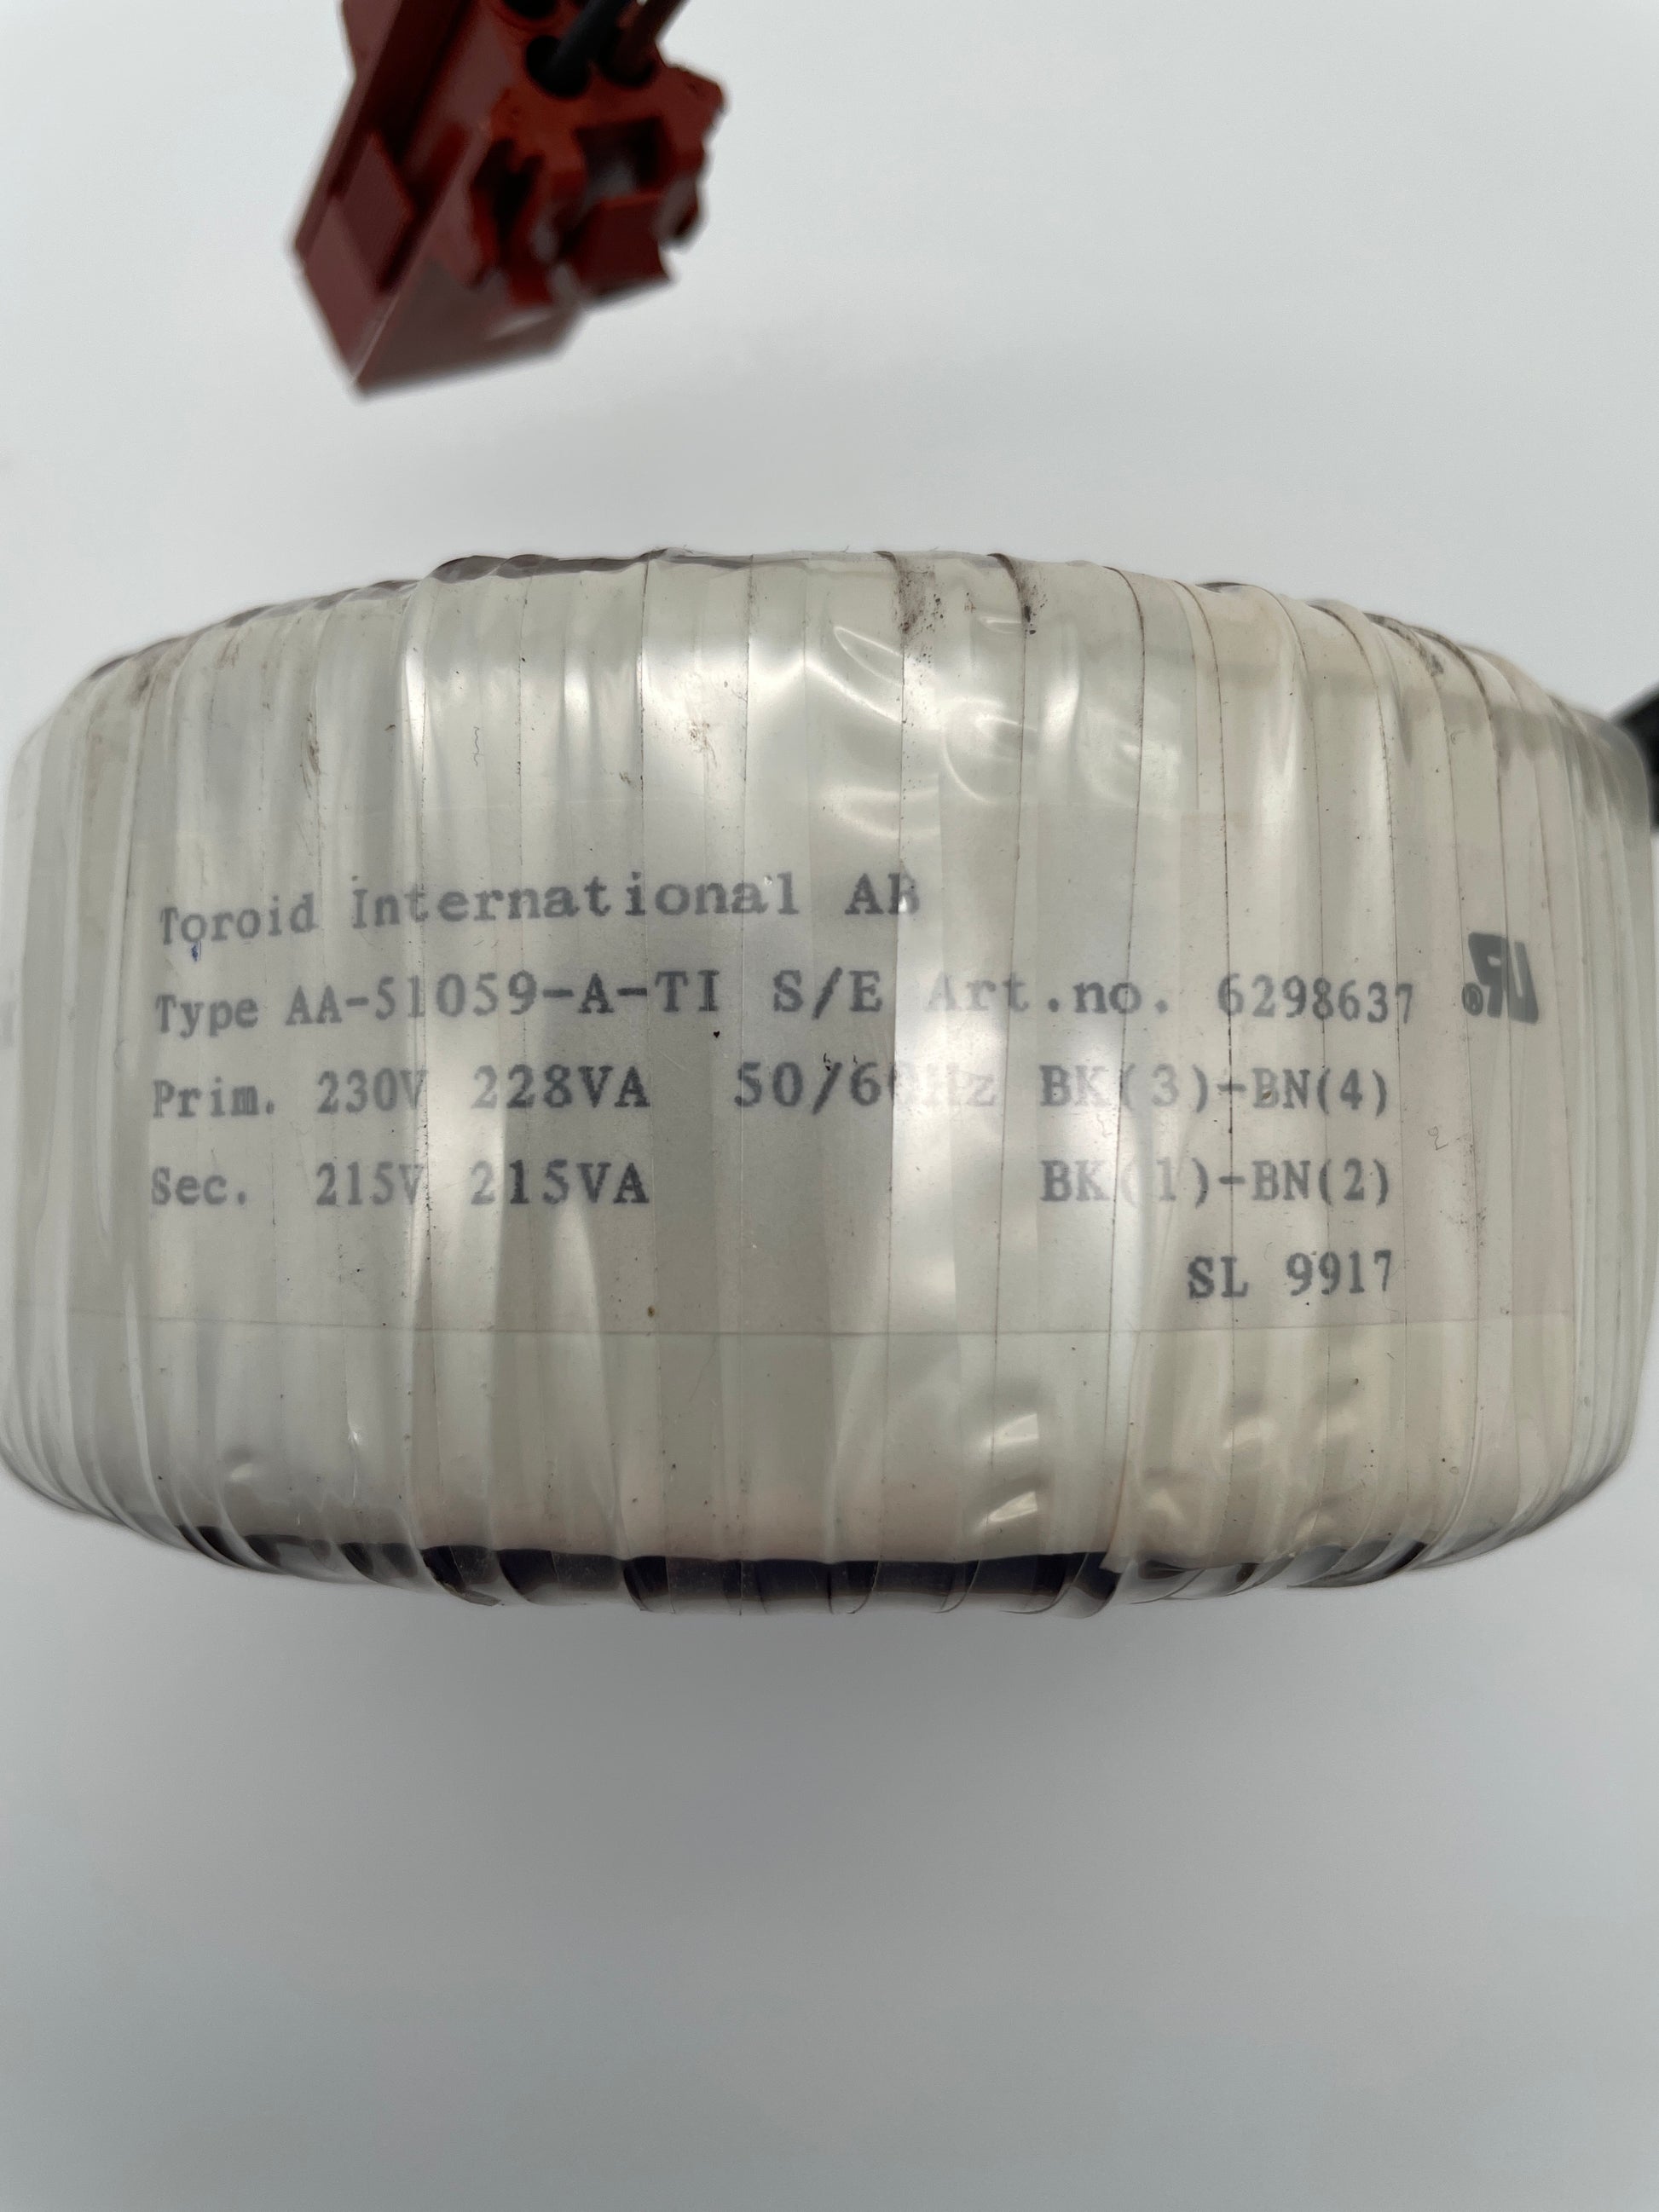 Toroid International AB
Type AA-51059-A-TI S/E Art.no. 6298637
Prim. 230V 228VA 50/60Hz BK(3)-BN(4)
Sec. 215V 215VA BK(1)-BN(2)
SL 9917